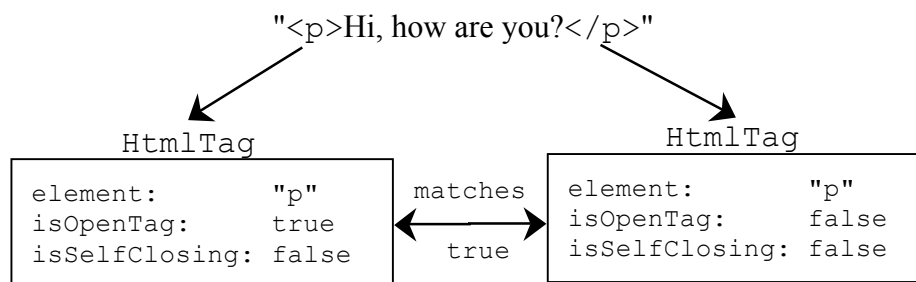 "<p>Hi, how are you?</p>"
HtmlTag
element: "p"
isOpenTag: true
isSelfClosing: false
matches
true
HtmlTag
element: "p"
isOpenTag: false
isSelfClosing: false